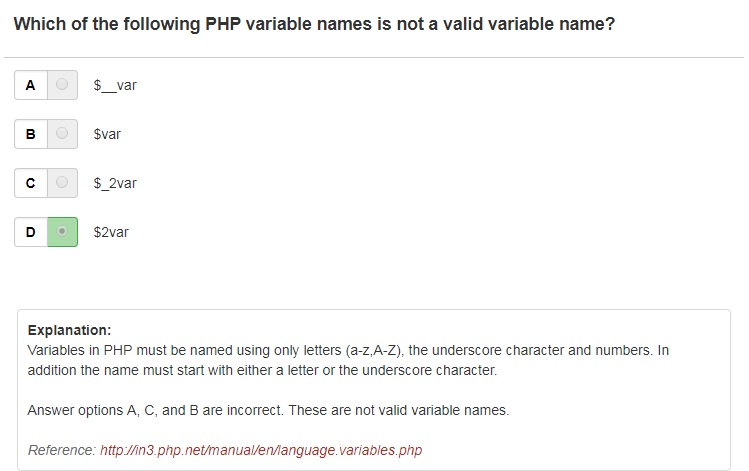 Which of the following PHP variable names is not a valid variable name?
A $__var
B $var
C $_2var
D $2var
Explanation:
Variables in PHP must be named using only letters (a-z,A-Z), the underscore character and numbers. In
addition the name must start with either a letter or the underscore character.
Answer options A, C, and B are incorrect. These are not valid variable names.
Reference: http://in3.php.net/manual/en/language.variables.php